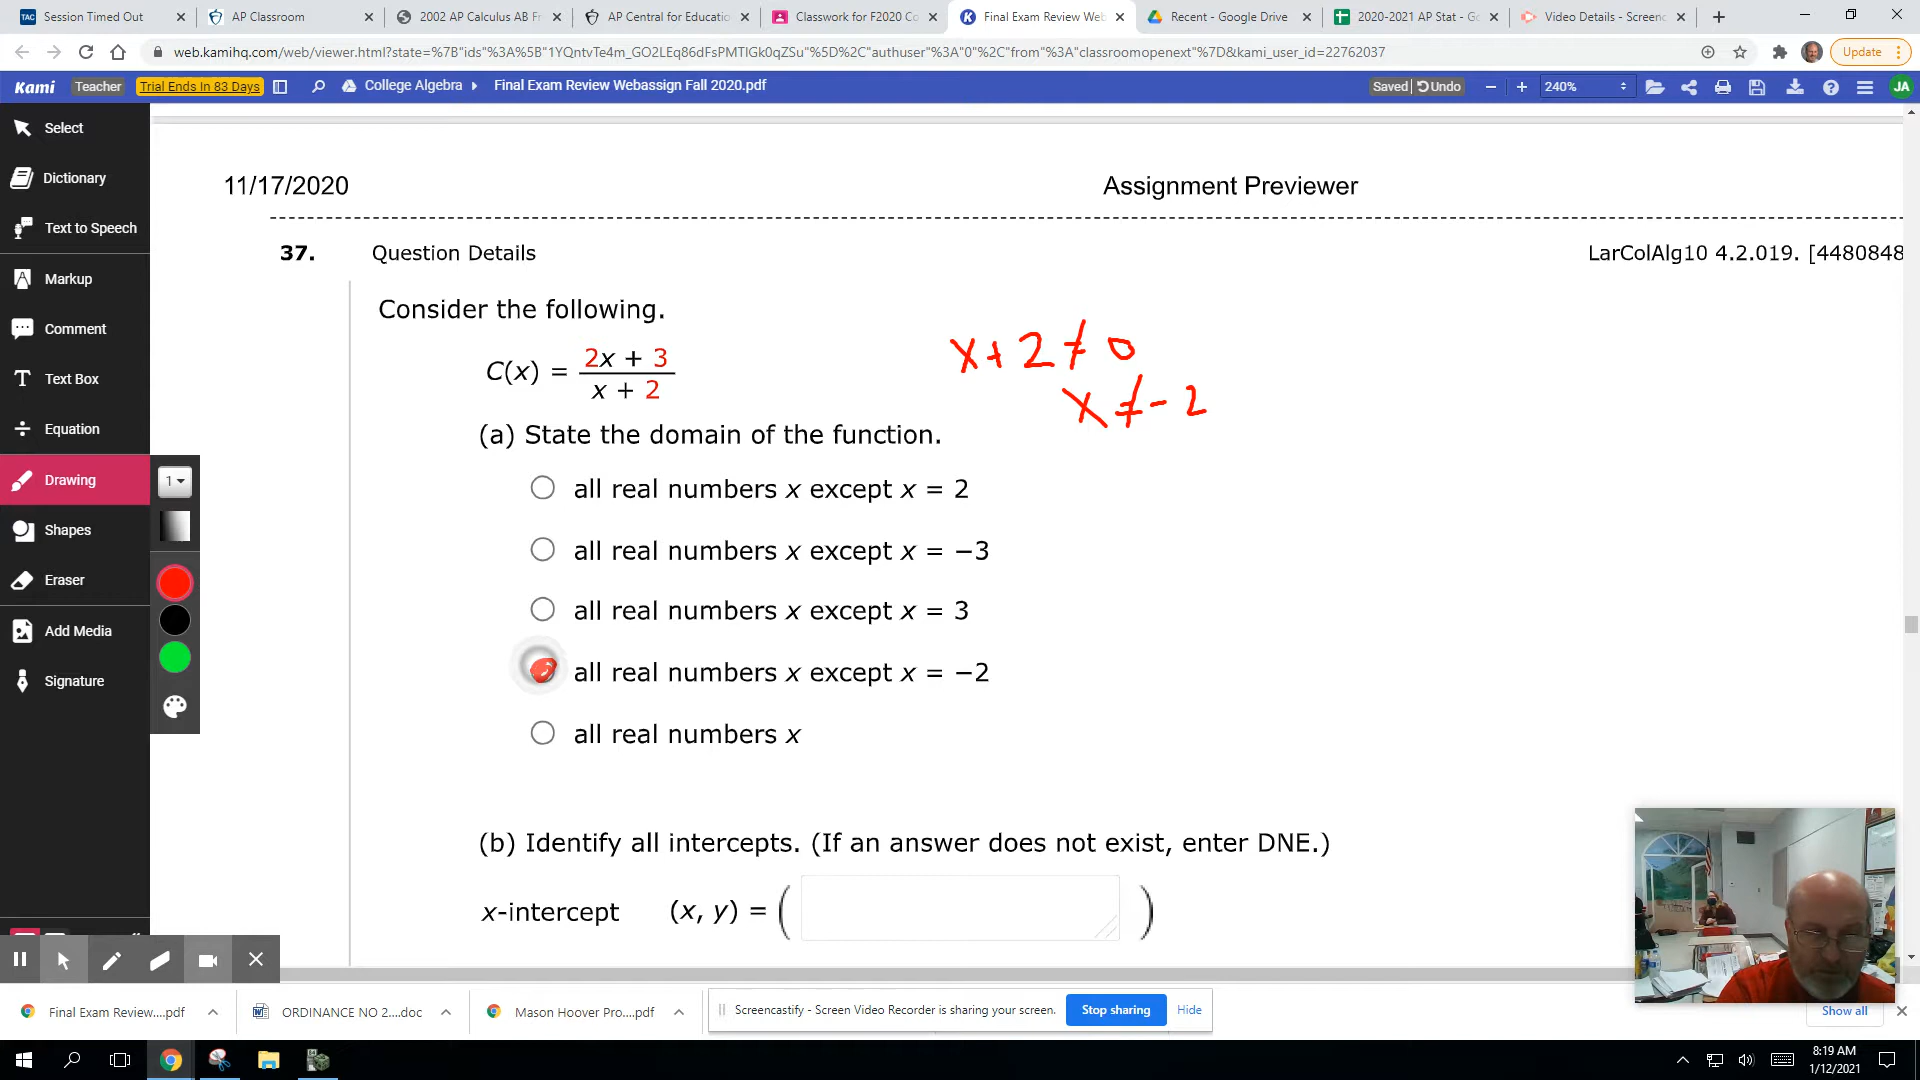 Session Timed Out
AP Classroom
2002 AP Calculus AB Fr
AP Central for Educatio
Classwork for F2020 Co
Final Exam Review Web
Recent - Google Drive
2020-2021 AP Stat - Go
Video Details - Screenc
web.kamihq.com/web/viewer.html?state=%7B"ids"%3A%5B"1YQntvTe4m_GO2LEq86dFsPMTIGk0qZSu"%5D%2C"authuser"%3A"0"%2C"from"%3A"classroomopenext"%7D&kami_user_id=22762037
Update
Kami
Teacher
Trial Ends In 83 Days
College Algebra
Final Exam Review Webassign Fall 2020.pdf
Saved
Undo
240%
JA
Select
Dictionary
Text to Speech
Markup
Comment
Text Box
Equation
Drawing
Shapes
Eraser
Add Media
Signature
1
11/17/2020
Assignment Previewer
37.
Question Details
LarColAlg10 4.2.019. [4480848
Consider the following.
C(x) = 2x + 3
x + 2
x + 2 ≠ 0
x ≠ - 2
(a) State the domain of the function.
all real numbers x except x = 2
all real numbers x except x = −3
all real numbers x except x = 3
all real numbers x except x = −2
all real numbers x
(b) Identify all intercepts. (If an answer does not exist, enter DNE.)
x-intercept (x, y) = ( )
Final Exam Review....pdf
ORDINANCE NO 2....doc
Mason Hoover Pro....pdf
Screencastify - Screen Video Recorder is sharing your screen.
Stop sharing
Hide
Show all
8:19 AM
1/12/2021